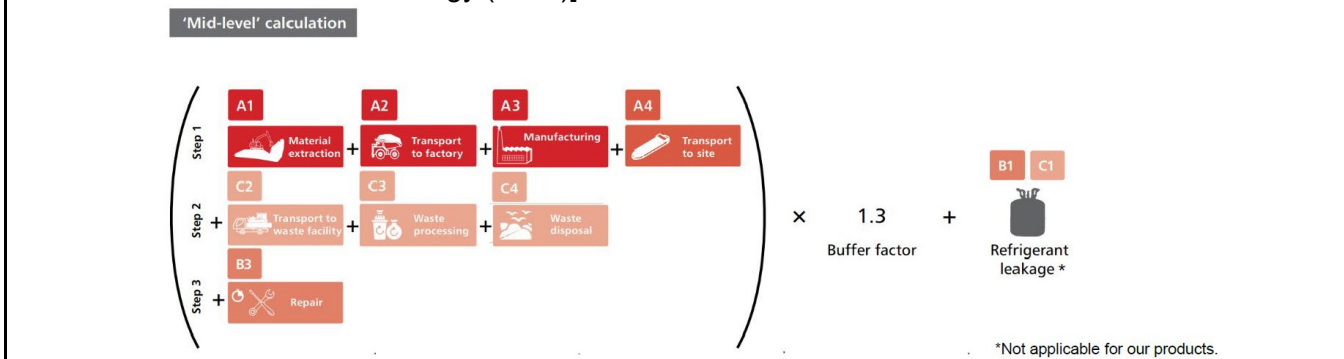 'Mid-level' calculation
Step 1
A1
Material
extraction
+
A2
Transport
to factory
+
A3
Manufacturing
+
A4
Transport
to site
Step 2
+
C2
Transport to
waste facility
+
C3
Waste
processing
+
C4
Waste
disposal
Step 3
+
B3
Repair
×
1.3
Buffer factor
+
B1
C1
Refrigerant
leakage *
*Not applicable for our products.